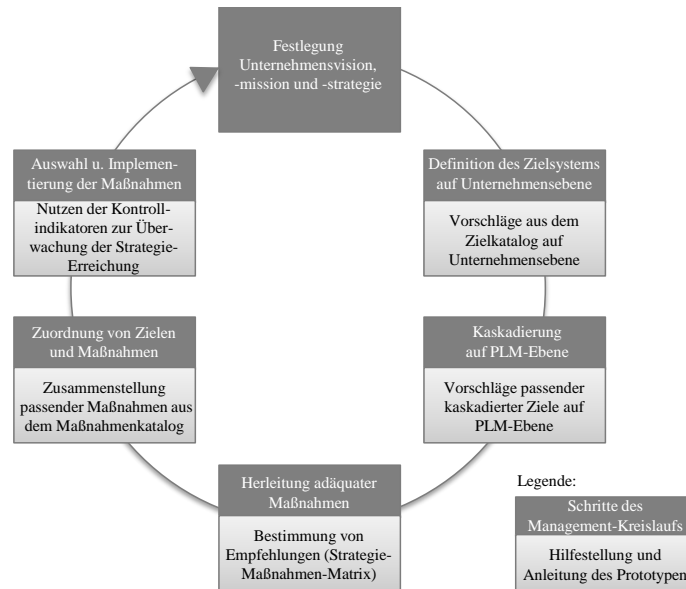 Festlegung
Unternehmensvision,
-mission und -strategie
Definition des Zielsystems
auf Unternehmensebene
Vorschläge aus dem
Zielkatalog auf
Unternehmensebene
Kaskadierung
auf PLM-Ebene
Vorschläge passender
kaskadierter Ziele auf
PLM-Ebene
Herleitung adäquater
Maßnahmen
Bestimmung von
Empfehlungen (Strategie-
Maßnahmen-Matrix)
Zuordnung von Zielen
und Maßnahmen
Zusammenstellung
passender Maßnahmen aus
dem Maßnahmenkatalog
Auswahl u. Implemen-
tierung der Maßnahmen
Nutzen der Kontroll-
indikatoren zur Über-
wachung der Strategie-
Erreichung
Legende:
Schritte des
Management-Kreislaufs
Hilfestellung und
Anleitung des Prototypen